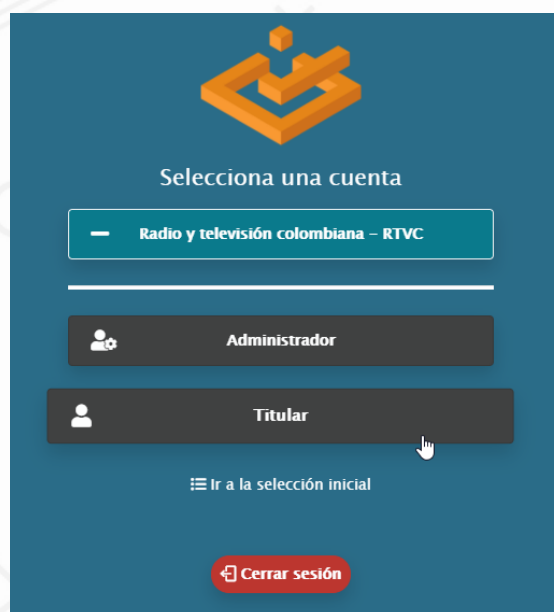 Selecciona una cuenta
Radio y televisión colombiana – RTVC
Administrador
Titular
Ir a la selección inicial
Cerrar sesión